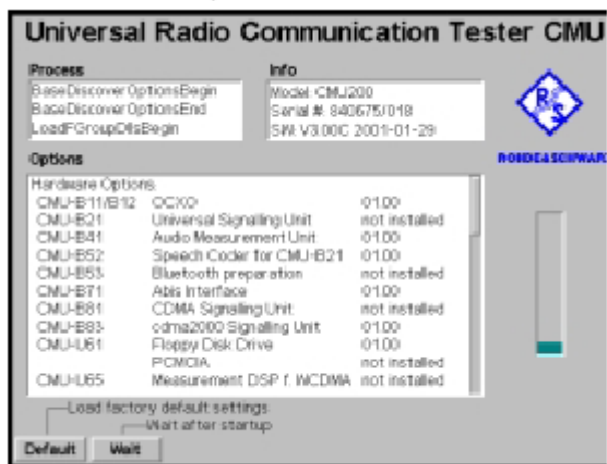 Universal Radio Communication Tester CMU
Process
BaseDiscoverOptionsBegin
BaseDiscoverOptionsEnd
LoadFGroupDllsBegin
Info
Model CMU200
Serial #: 840675/018
S/W V3.00C 2001-01-29
R&S
ROHDE&SCHWAR
Options
Hardware Options
CMU-B11/B12 OCXO 01.00
CMU-B21 Universal Signalling Unit not installed
CMU-B41 Audio Measurement Unit 01.00
CMU-B52 Speech Coder for CMU-B21 01.00
CMU-B53 Bluetooth preparation not installed
CMU-B71 Abis Interface 01.00
CMU-B81 CDMA Signaling Unit not installed
CMU-B83 cdma2000 Signalling Unit 01.00
CMU-U61 Floppy Disk Drive 01.00
PCMCIA not installed
CMU-U65 Measurement DSP f. WCDMA not installed
Load factory default settings
Wait after startup
Default Wait